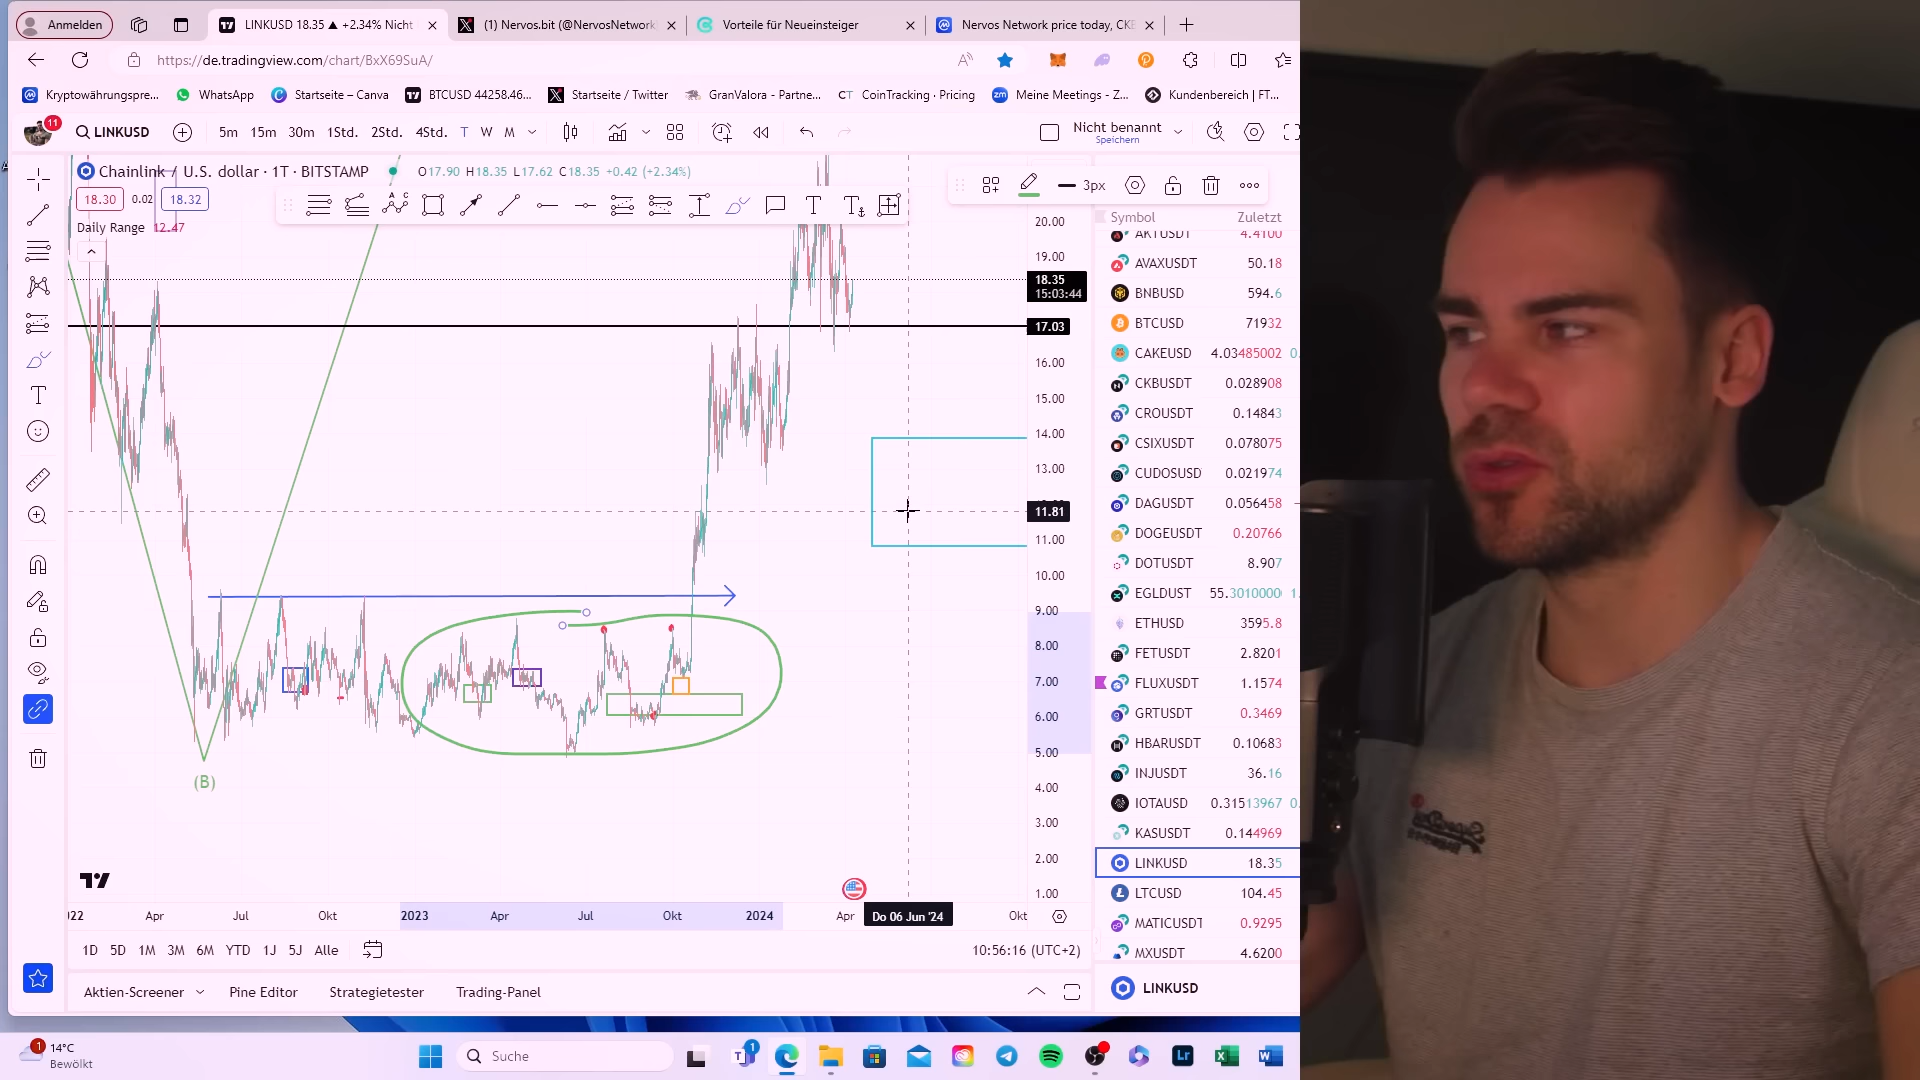 Anmelden
LINKUSD 18.35 ▲ +2.34% Nicht
(1) Nervos.bit (@NervosNetwork
Vorteile für Neueinsteiger
Nervos Network price today, CKB
https://de.tradingview.com/chart/BxX69SuA/
Kryptowährungspre...
WhatsApp
Startseite – Canva
BTCUSD 44258.46...
Startseite / Twitter
GranValora - Partne...
CoinTracking · Pricing
Meine Meetings - Z...
Kundenbereich | FT...
11
LINKUSD
5m 15m 30m 1Std. 2Std. 4Std. T W M
Nicht benannt
Speichern
Chainlink / U.S. dollar · 1T · BITSTAMP
O17.90 H18.35 L17.62 C18.35 +0.42 (+2.34%)
18.30 0.02 18.32
Daily Range 12.47
3px
Symbol Zuletzt
AKTUSDT 4.4100
AVAXUSDT 50.18
BNBUSD 594.6
BTCUSD 71932
CAKEUSD 4.03485002
CKBUSDT 0.028908
CROUSDT 0.14843
CSIXUSDT 0.078075
CUDOSUSD 0.021974
DAGUSDT 0.056458
DOGEUSDT 0.20766
DOTUSDT 8.907
EGLDUST 55.3010000
ETHUSD 3595.8
FETUSDT 2.8201
FLUXUSDT 1.1574
GRTUSDT 0.3469
HBARUSDT 0.10683
INJUSDT 36.16
IOTAUSD 0.31513967
KASUSDT 0.144969
LINKUSD 18.35
LTCUSD 104.45
MATICUSDT 0.9295
MXUSDT 4.6200
LINKUSD
20.00
19.00
18.35
15:03:44
17.03
16.00
15.00
14.00
13.00
11.81
11.00
10.00
9.00
8.00
7.00
6.00
5.00
4.00
3.00
2.00
1.00
(B)
022 Apr Jul Okt 2023 Apr Jul Okt 2024 Apr Do 06 Jun '24 Okt
1D 5D 1M 3M 6M YTD 1J 5J Alle
10:56:16 (UTC+2)
Aktien-Screener Pine Editor Strategietester Trading-Panel
1
14°C
Bewölkt
Suche
1